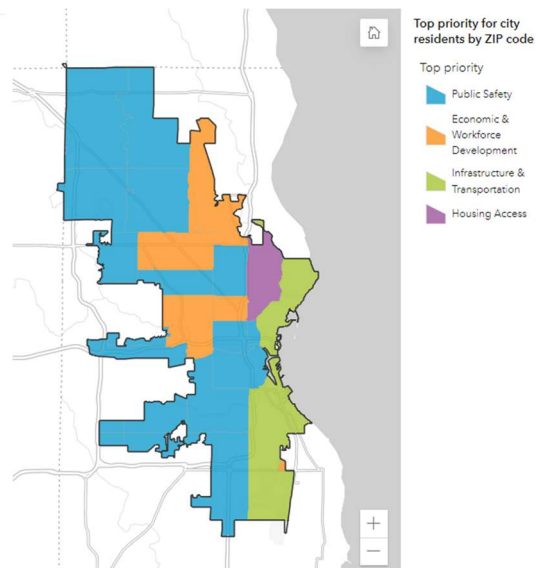 Top priority for city
residents by ZIP code
Top priority
Public Safety
Economic &
Workforce
Development
Infrastructure &
Transportation
Housing Access
+
−